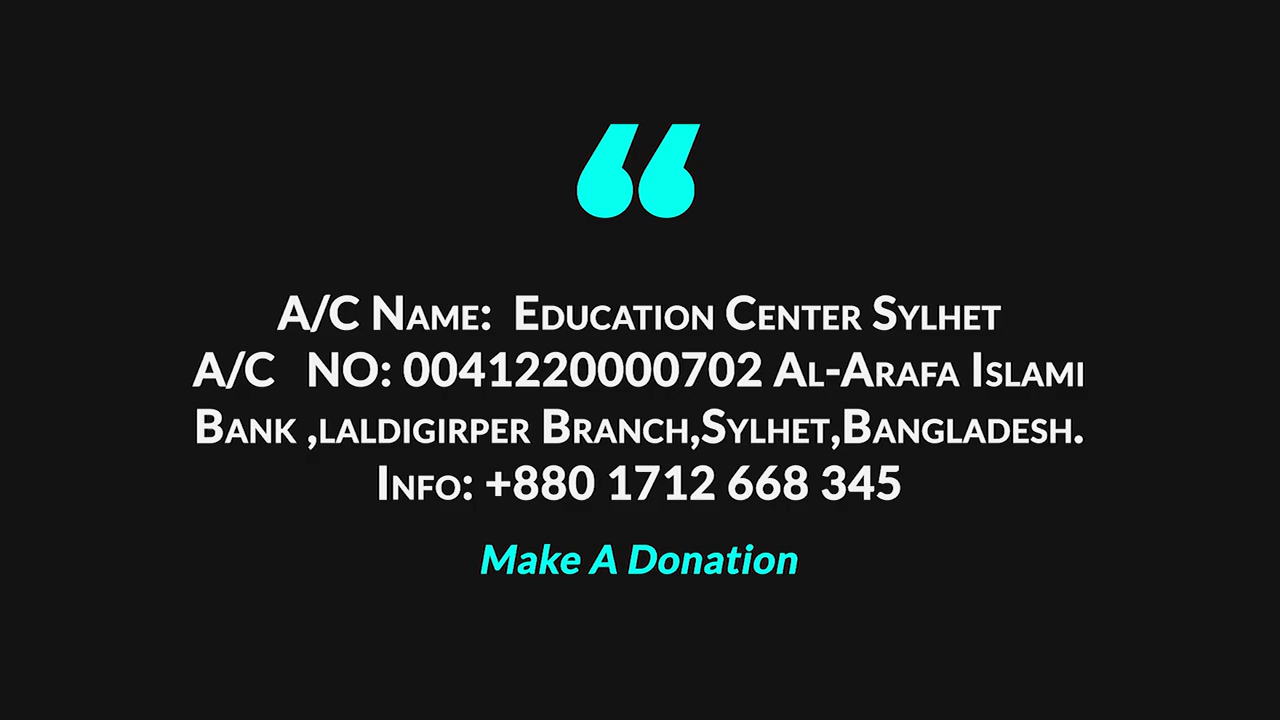 “
A/C Name:  Education Center Sylhet
A/C   NO: 0041220000702 Al-Arafa Islami
Bank ,laldigirper Branch,Sylhet,Bangladesh.
Info: +880 1712 668 345
Make A Donation